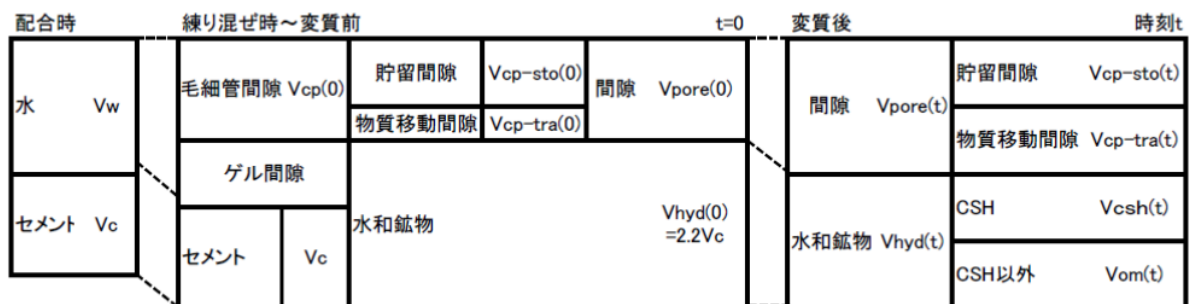 配合時 練り混ぜ時～変質前 t=0 変質後 時刻t
水 Vw
セメント Vc
毛細管間隙 Vcp(0)
ゲル間隙
セメント Vc
貯留間隙 Vcp-sto(0)
物質移動間隙 Vcp-tra(0)
間隙 Vpore(0)
水和鉱物 Vhyd(0)
=2.2Vc
間隙 Vpore(t)
水和鉱物 Vhyd(t)
貯留間隙 Vcp-sto(t)
物質移動間隙 Vcp-tra(t)
CSH Vcsh(t)
CSH以外 Vom(t)